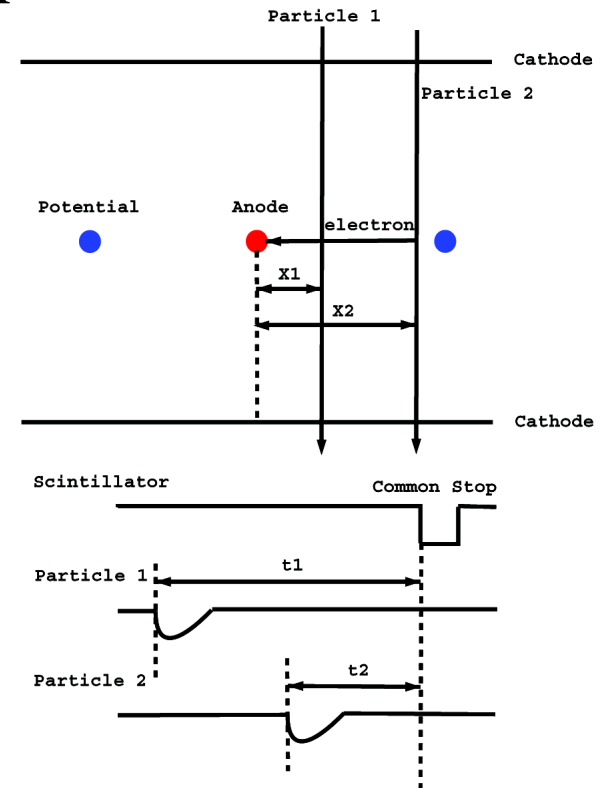 Particle 1
Cathode
Particle 2
Potential
Anode
electron
X1
X2
Cathode
Scintillator
Common Stop
Particle 1
t1
Particle 2
t2